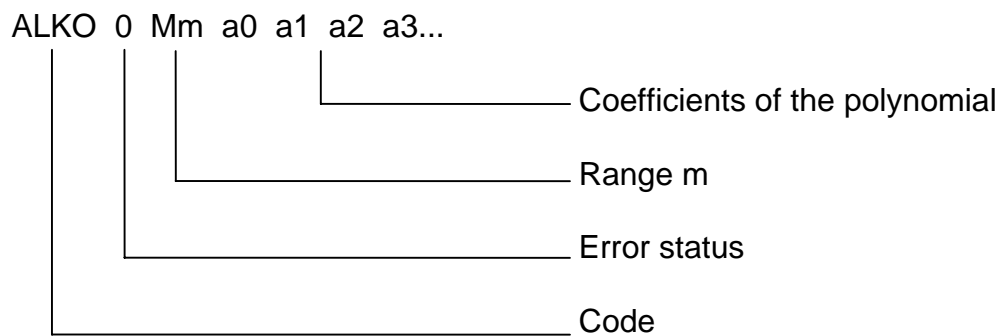 ALKO 0 Mm a0 a1 a2 a3...
Coefficients of the polynomial
Range m
Error status
Code